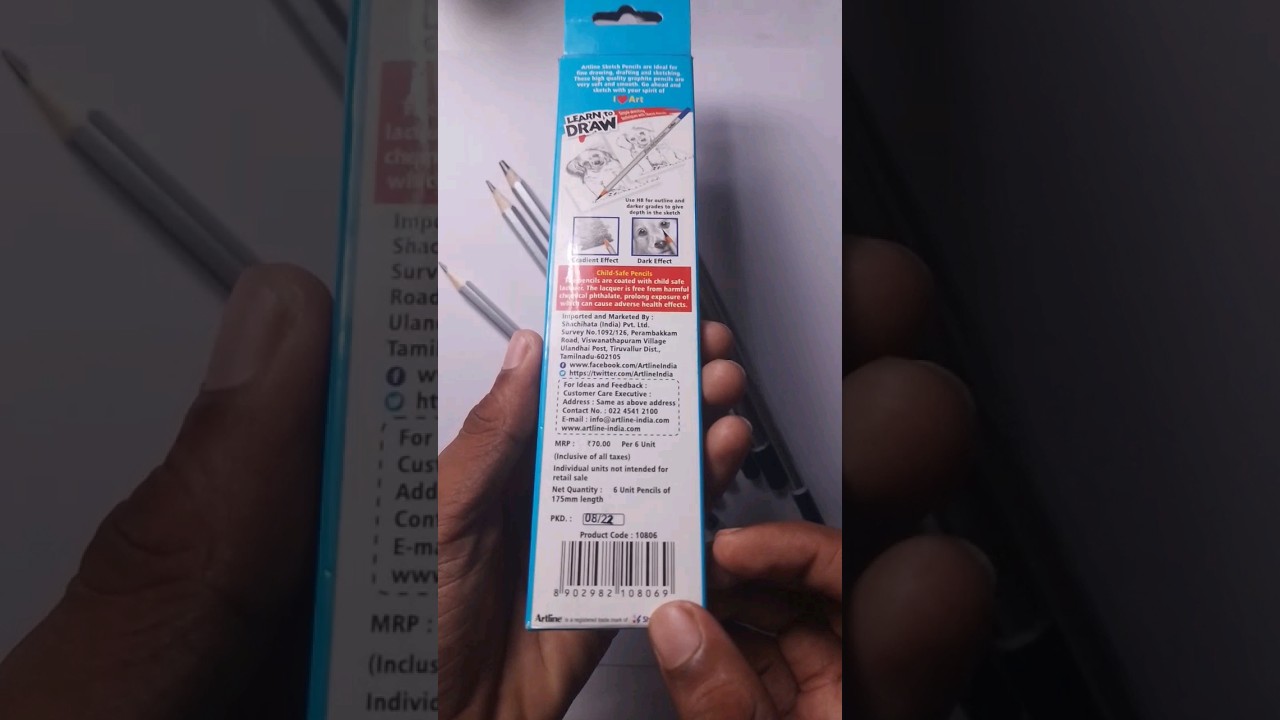 Artline Sketch Pencils are ideal for
fine drawing, drafting and sketching.
These high quality graphite pencils are
very soft and smooth. Go ahead and
sketch with your spirit of
I ❤ Art
LEARN to
DRAW
Use HB for outline and
darker grades to give
depth in the sketch
Gradient Effect
Dark Effect
Child-Safe Pencils
pencils are coated with child safe
lacquer. The lacquer is free from harmful
chemical phthalate, prolong exposure of
which can cause adverse health effects.
Imported and Marketed By :
Shachihata (India) Pvt. Ltd.
Survey No.1092/126, Perambakkam
Road, Viswanathapuram Village
Ulandhai Post, Tiruvallur Dist.,
Tamilnadu-602105
www.facebook.com/ArtlineIndia
https://twitter.com/ArtlineIndia
For Ideas and Feedback :
Customer Care Executive :
Address : Same as above address
Contact No. : 022 4541 2100
E-mail : info@artline-india.com
www.artline-india.com
MRP : ₹70.00 Per 6 Unit
(Inclusive of all taxes)
Individual units not intended for
retail sale
Net Quantity : 6 Unit Pencils of
175mm length
PKD. : 08/22
Product Code : 10806
8 902982 108069
Artline is a registered trade mark of